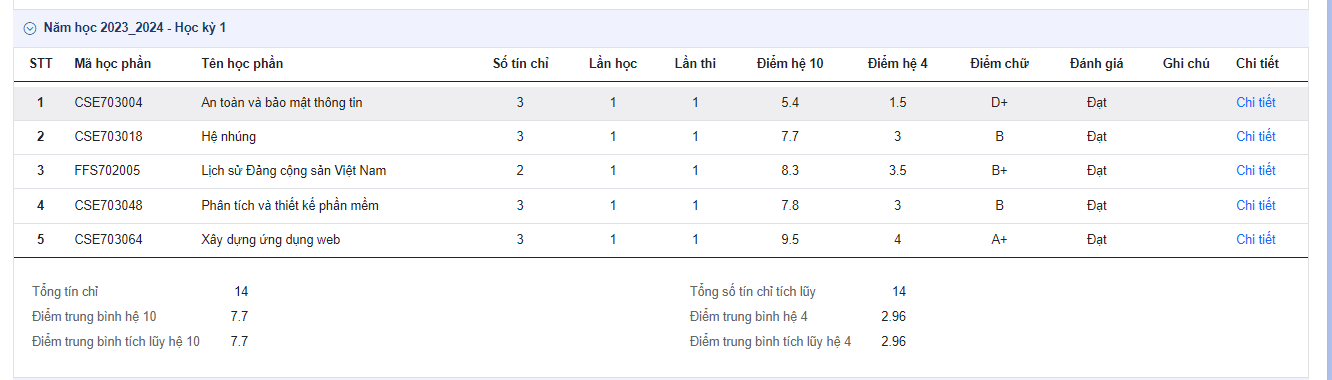 Năm học 2023_2024 - Học kỳ 1
STT Mã học phần Tên học phần Số tín chỉ Lần học Lần thi Điểm hệ 10 Điểm hệ 4 Điểm chữ Đánh giá Ghi chú Chi tiết
1 CSE703004 An toàn và bảo mật thông tin 3 1 1 5.4 1.5 D+ Đạt Chi tiết
2 CSE703018 Hệ nhúng 3 1 1 7.7 3 B Đạt Chi tiết
3 FFS702005 Lịch sử Đảng cộng sản Việt Nam 2 1 1 8.3 3.5 B+ Đạt Chi tiết
4 CSE703048 Phân tích và thiết kế phần mềm 3 1 1 7.8 3 B Đạt Chi tiết
5 CSE703064 Xây dựng ứng dụng web 3 1 1 9.5 4 A+ Đạt Chi tiết
Tổng tín chỉ 14 Tổng số tín chỉ tích lũy 14
Điểm trung bình hệ 10 7.7 Điểm trung bình hệ 4 2.96
Điểm trung bình tích lũy hệ 10 7.7 Điểm trung bình tích lũy hệ 4 2.96